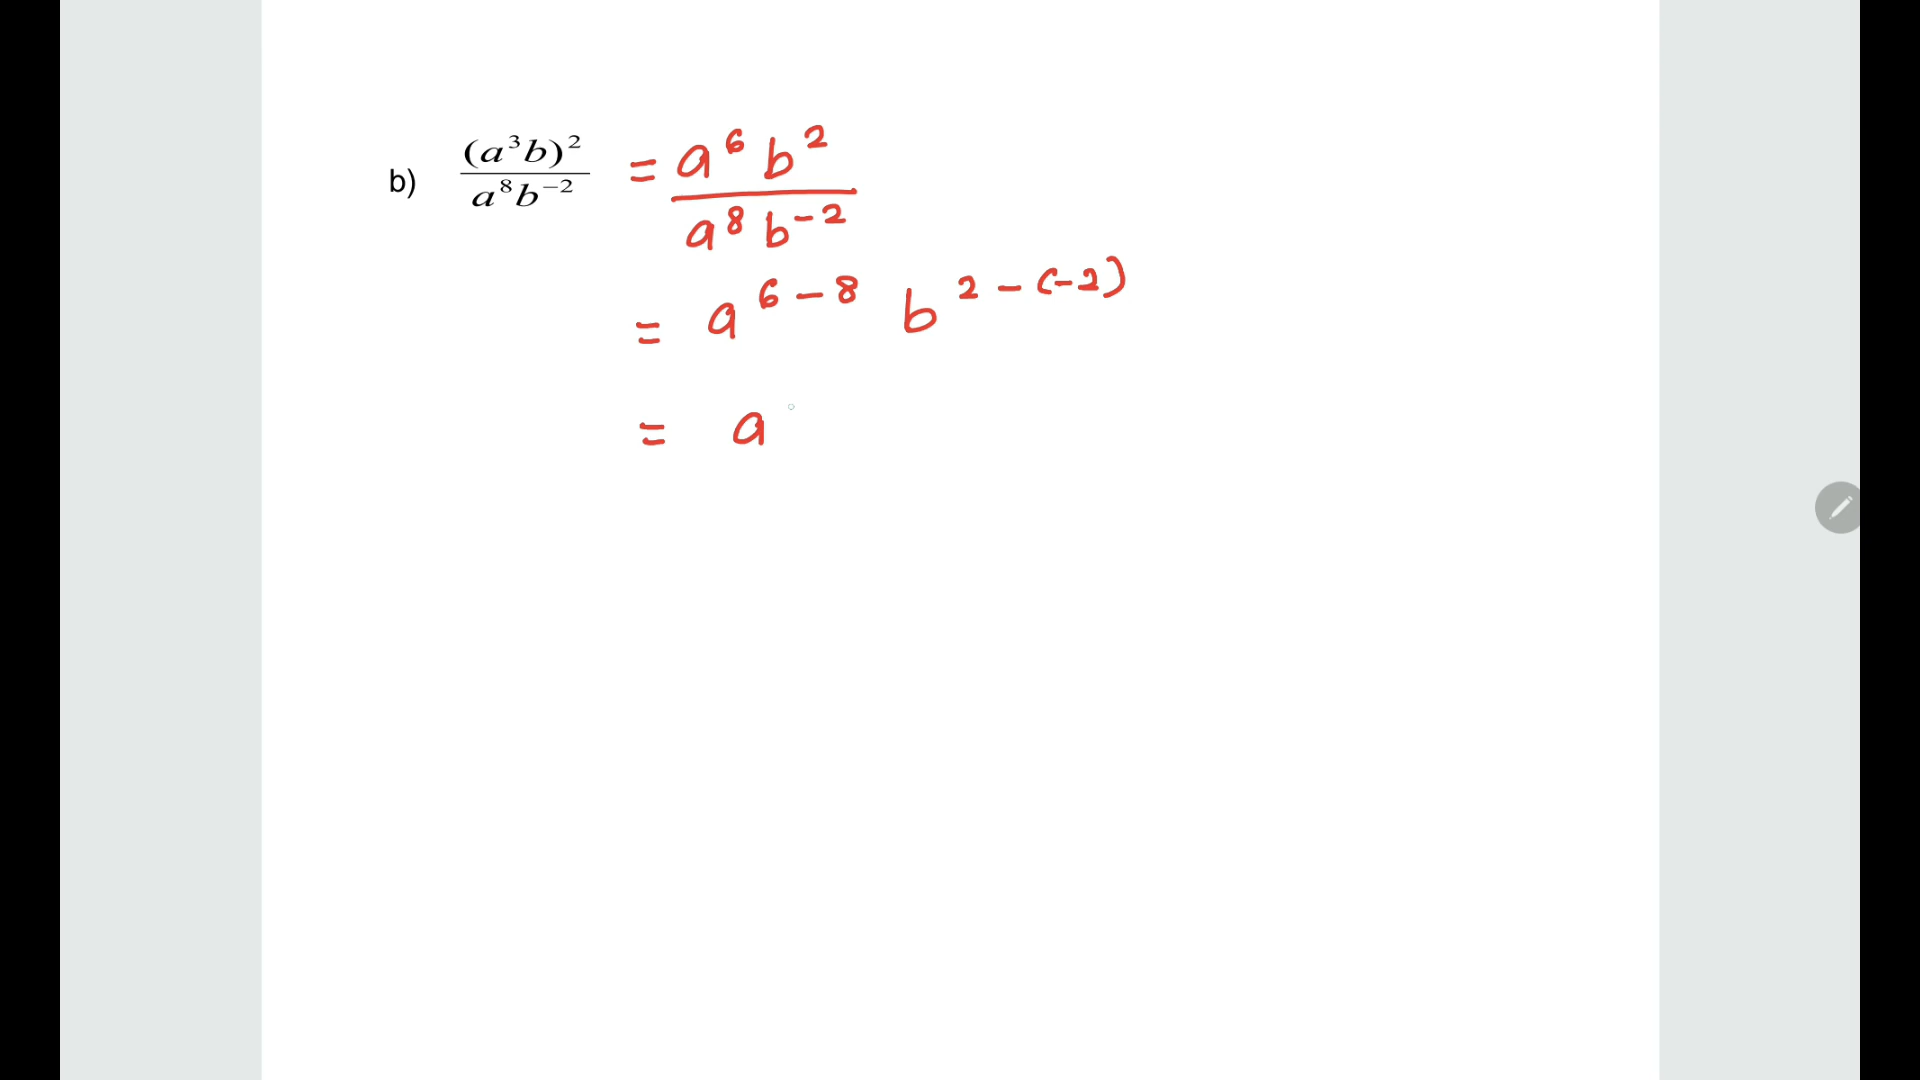 b) (a³b)² / a⁸b⁻² = a⁶ b² / a⁸ b⁻²
= a⁶⁻⁸ b²⁻⁽⁻²⁾
= a